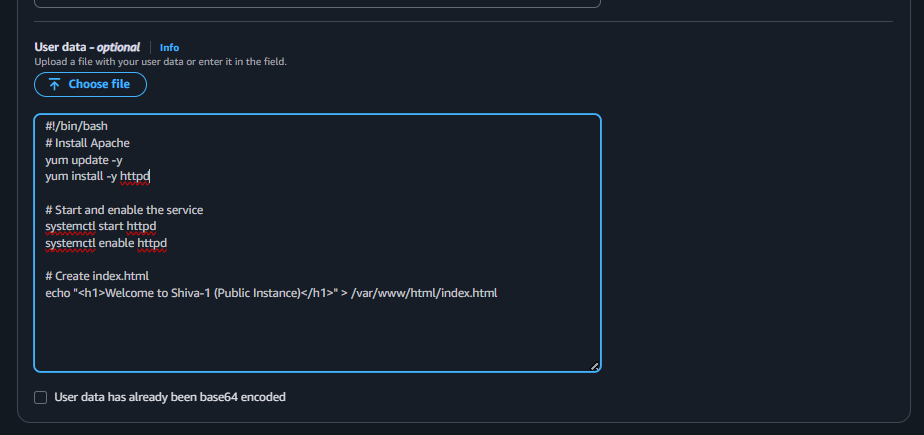 User data - optional Info
Upload a file with your user data or enter it in the field.
Choose file
#!/bin/bash
# Install Apache
yum update -y
yum install -y httpd
# Start and enable the service
systemctl start httpd
systemctl enable httpd
# Create index.html
echo "<h1>Welcome to Shiva-1 (Public Instance)</h1>" > /var/www/html/index.html
User data has already been base64 encoded